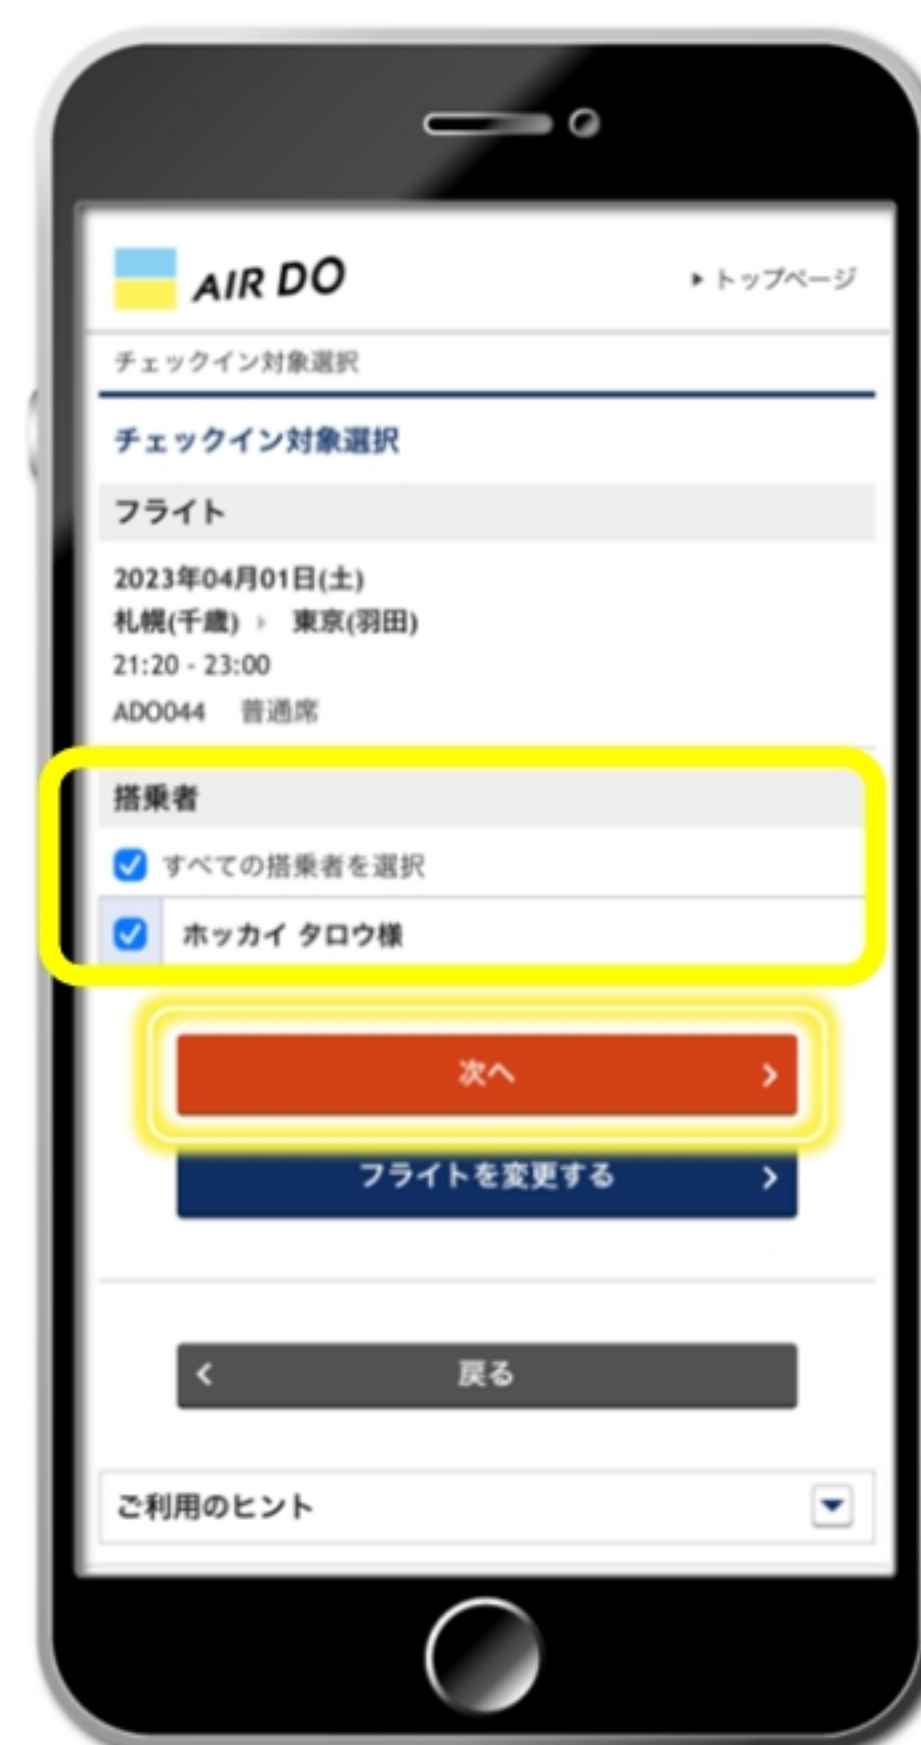 AIR DO
トップページ
チェックイン対象選択
チェックイン対象選択
フライト
2023年04月01日(土)
札幌(千歳) 東京(羽田)
21:20 - 23:00
ADO044 普通席
搭乗者
すべての搭乗者を選択
ホッカイ タロウ様
次へ
フライトを変更する
戻る
ご利用のヒント